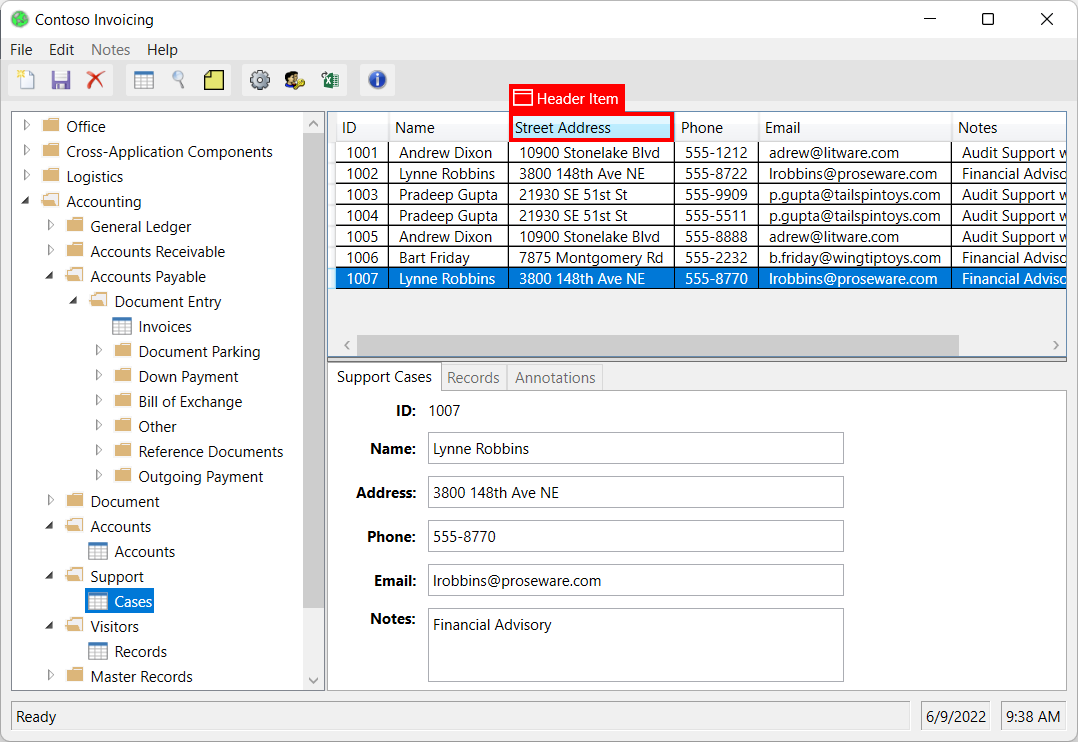 Contoso Invoicing
File Edit Notes Help
Header Item
Office
Cross-Application Components
Logistics
Accounting
General Ledger
Accounts Receivable
Accounts Payable
Document Entry
Invoices
Document Parking
Down Payment
Bill of Exchange
Other
Reference Documents
Outgoing Payment
Document
Accounts
Accounts
Support
Cases
Visitors
Records
Master Records
ID Name Street Address Phone Email Notes
1001 Andrew Dixon 10900 Stonelake Blvd 555-1212 adrew@litware.com Audit Support w
1002 Lynne Robbins 3800 148th Ave NE 555-8722 lrobbins@proseware.com Financial Adviso
1003 Pradeep Gupta 21930 SE 51st St 555-9909 p.gupta@tailspintoys.com Audit Support w
1004 Pradeep Gupta 21930 SE 51st St 555-5511 p.gupta@tailspintoys.com Audit Support w
1005 Andrew Dixon 10900 Stonelake Blvd 555-8888 adrew@litware.com Audit Support w
1006 Bart Friday 7875 Montgomery Rd 555-2232 b.friday@wingtiptoys.com Financial Adviso
1007 Lynne Robbins 3800 148th Ave NE 555-8770 lrobbins@proseware.com Financial Adviso
Support Cases Records Annotations
ID: 1007
Name: Lynne Robbins
Address: 3800 148th Ave NE
Phone: 555-8770
Email: lrobbins@proseware.com
Notes: Financial Advisory
Ready 6/9/2022 9:38 AM